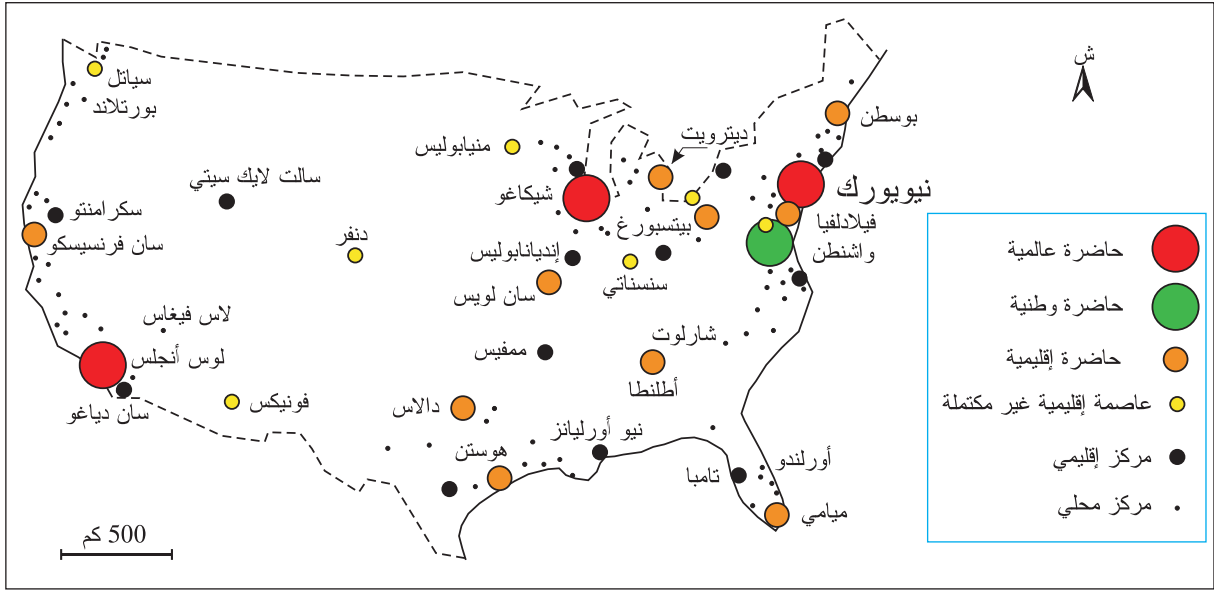 ش
سياتل
بورتلاند
بوسطن
ديترويت
منيابوليس
نيويورك
شيكاغو
سالت لايك سيتي
سكرامنتو
سان فرنسيسكو
فيلادلفيا
بيتسبورغ
واشنطن
دنفر
إنديانابوليس
سنسناتي
سان لويس
لاس فيغاس
شارلوت
لوس أنجلس
ممفيس
أطلنطا
سان دياغو
فونيكس
دالاس
نيو أورليانز
هوستن
أورلندو
تامبا
ميامي
500 كم
حاضرة عالمية
حاضرة وطنية
حاضرة إقليمية
عاصمة إقليمية غير مكتملة
مركز إقليمي
مركز محلي